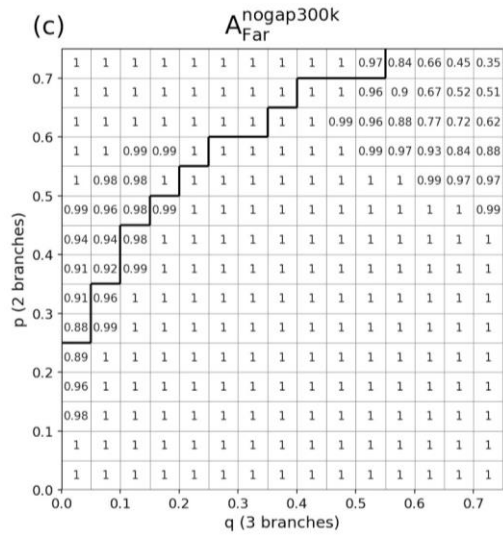 (c) A_Far^nogap300k
1 1 1 1 1 1 1 1 1 1 0.97 0.84 0.66 0.45 0.35
0.7
1 1 1 1 1 1 1 1 1 1 0.96 0.9 0.67 0.52 0.51
1 1 1 1 1 1 1 1 1 0.99 0.96 0.88 0.77 0.72 0.62
0.6
1 1 0.99 0.99 1 1 1 1 1 1 0.99 0.97 0.93 0.84 0.88
1 0.98 0.98 1 1 1 1 1 1 1 1 1 0.99 0.97 0.97
0.5
0.99 0.96 0.98 0.99 1 1 1 1 1 1 1 1 1 1 0.99
0.94 0.94 0.98 1 1 1 1 1 1 1 1 1 1 1 1
0.4
0.91 0.92 0.99 1 1 1 1 1 1 1 1 1 1 1 1
0.91 0.96 1 1 1 1 1 1 1 1 1 1 1 1 1
0.3
0.88 0.99 1 1 1 1 1 1 1 1 1 1 1 1 1
0.89 1 1 1 1 1 1 1 1 1 1 1 1 1 1
0.2
0.96 1 1 1 1 1 1 1 1 1 1 1 1 1 1
0.98 1 1 1 1 1 1 1 1 1 1 1 1 1 1
0.1
1 1 1 1 1 1 1 1 1 1 1 1 1 1 1
1 1 1 1 1 1 1 1 1 1 1 1 1 1 1
0.0
p (2 branches)
0.0 0.1 0.2 0.3 0.4 0.5 0.6 0.7
q (3 branches)